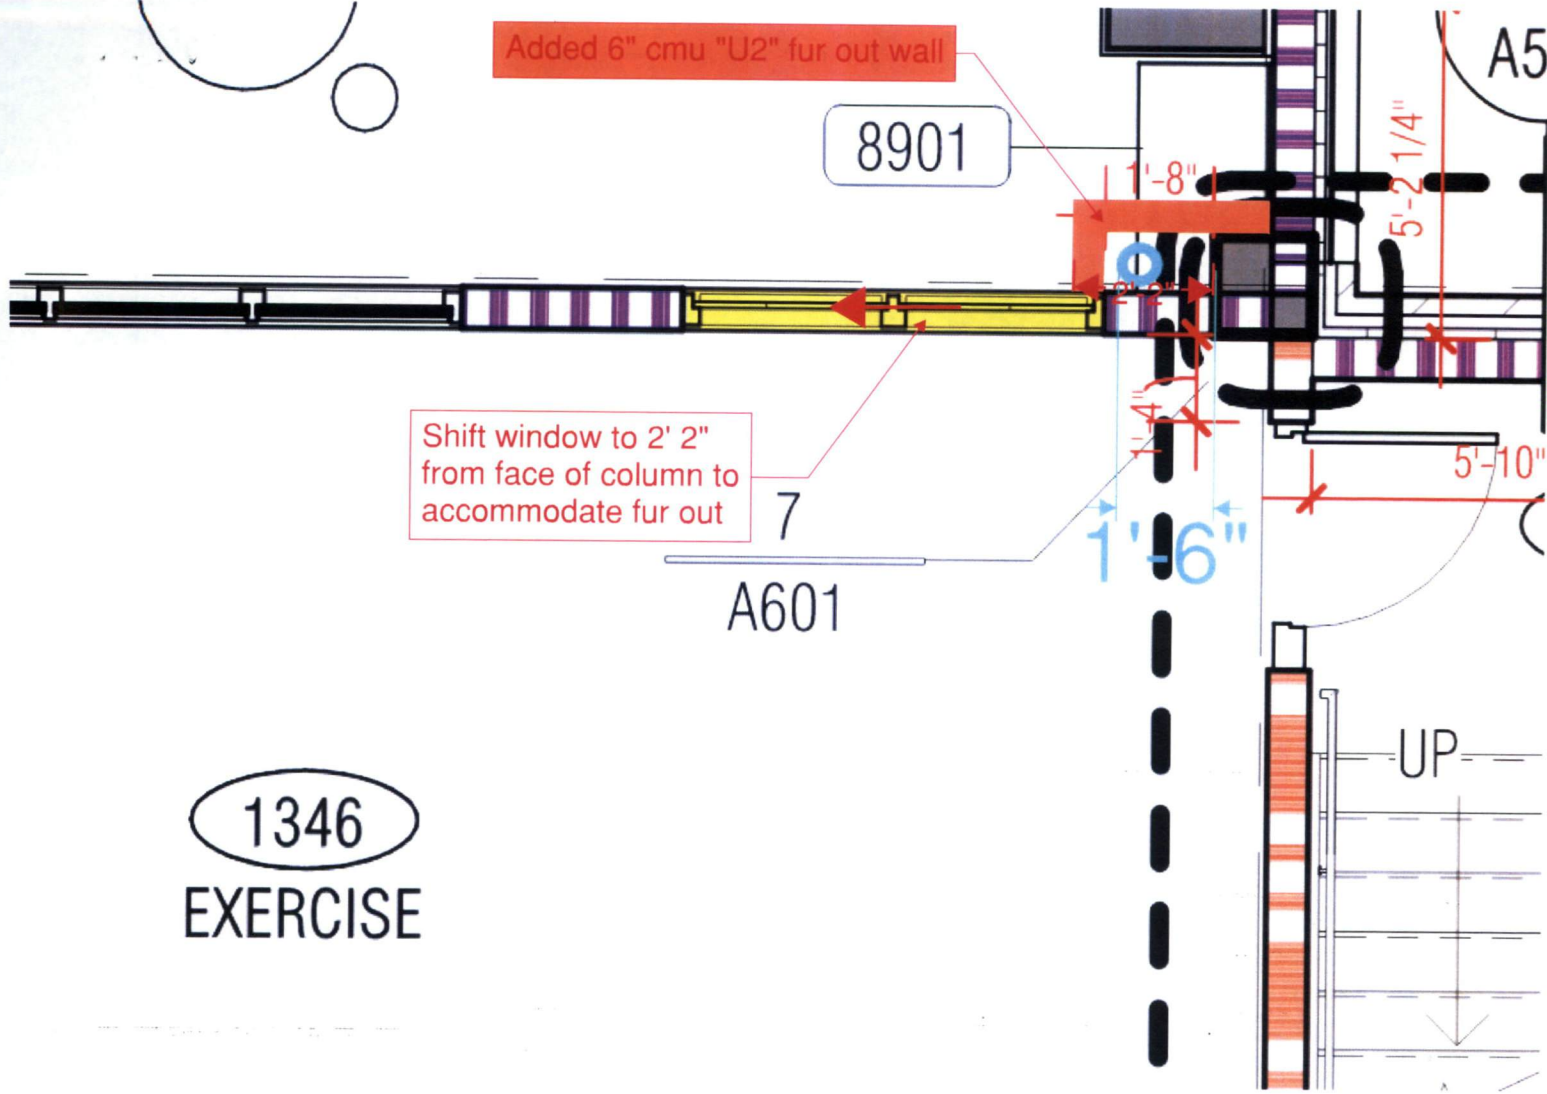 Added 6" cmu "U2" fur out wall
A5
8901
1'-8"
5'-2 1/4"
2'-2"
1'-4"
Shift window to 2' 2"
from face of column to
accommodate fur out
5'-10"
7
1'-6"
A601
UP
1346
EXERCISE